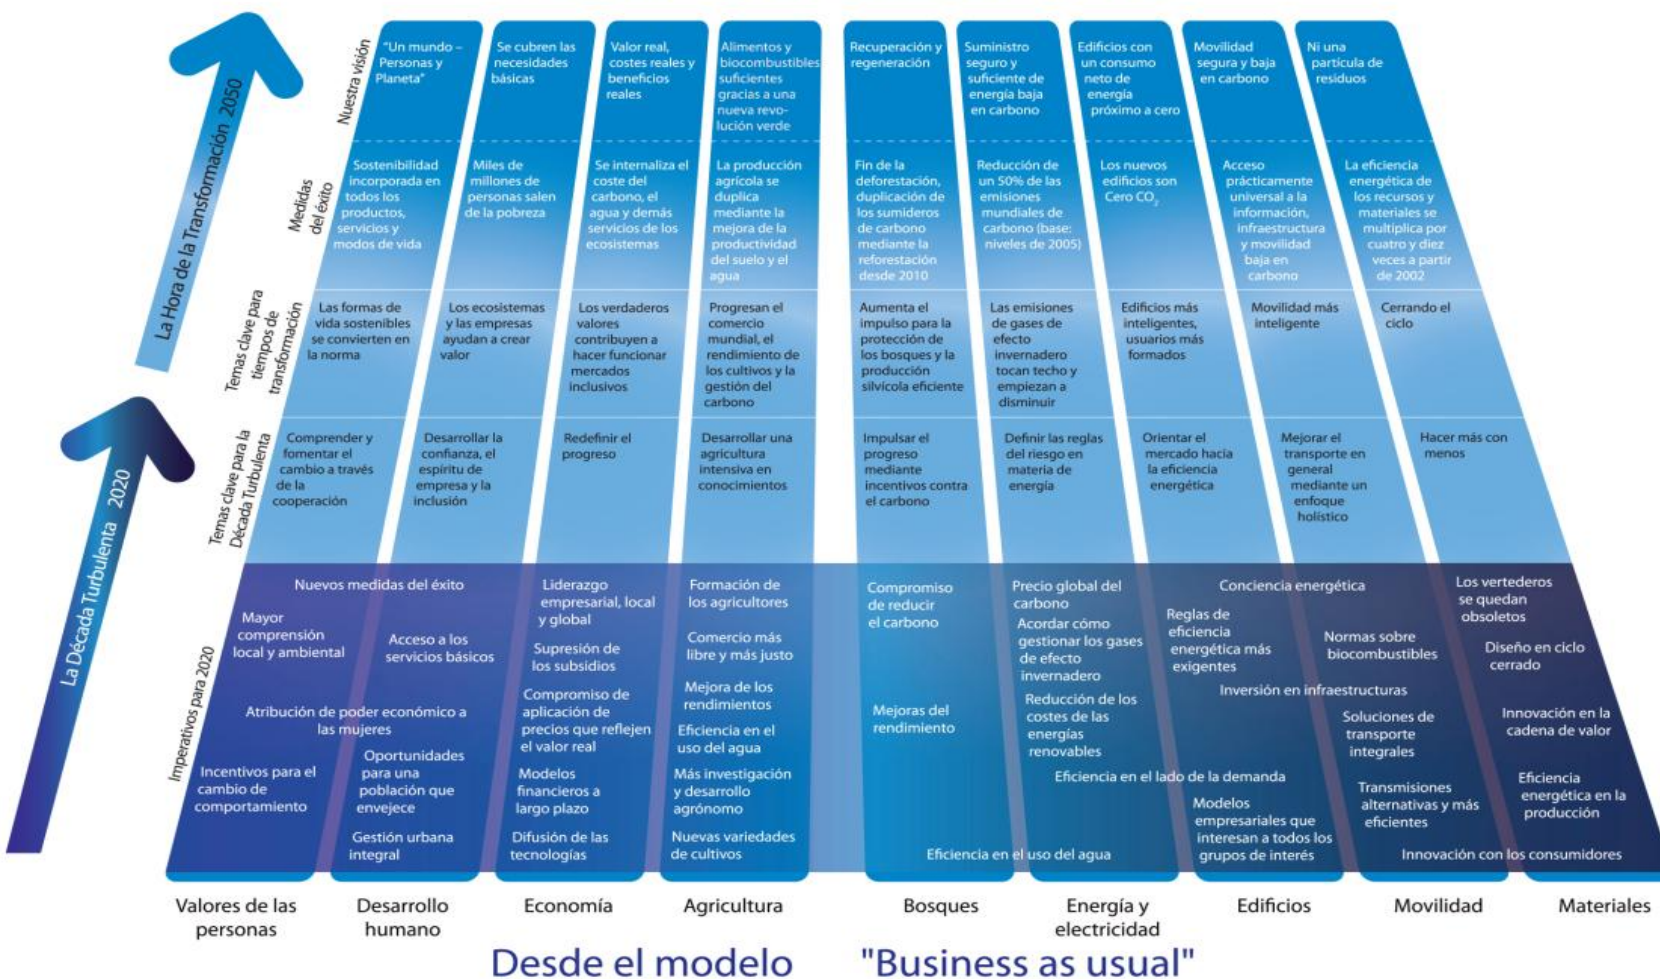 La Hora de la Transformación 2050
La Década Turbulenta 2020
Nuestra visión
"Un mundo –
Personas y
Planeta"
Se cubren las
necesidades
básicas
Valor real,
costes reales y
beneficios
reales
Alimentos y
biocombustibles
suficientes
gracias a una
nueva revo-
lución verde
Recuperación y
regeneración
Suministro
seguro y
suficiente de
energía baja
en carbono
Edificios con
un consumo
neto de
energía
próximo a cero
Movilidad
segura y baja
en carbono
Ni una
partícula de
residuos
Medidas
del éxito
Sostenibilidad
incorporada en
todos los
productos,
servicios y
modos de vida
Miles de
millones de
personas salen
de la pobreza
Se internaliza el
coste del
carbono, el
agua y demás
servicios de los
ecosistemas
La producción
agrícola se
duplica
mediante la
mejora de la
productividad
del suelo y el
agua
Fin de la
deforestación,
duplicación de
los sumideros
de carbono
mediante la
reforestación
desde 2010
Reducción de
un 50% de las
emisiones
mundiales de
carbono (base:
niveles de 2005)
Los nuevos
edificios son
Cero CO₂
Acceso
prácticamente
universal a la
información,
infraestructura
y movilidad
baja en
carbono
La eficiencia
energética de
los recursos y
materiales se
multiplica por
cuatro y diez
veces a partir
de 2002
Temas clave para
tiempos de
transformación
Las formas de
vida sostenibles
se convierten en
la norma
Los ecosistemas
y las empresas
ayudan a crear
valor
Los verdaderos
valores
contribuyen a
hacer funcionar
mercados
inclusivos
Progresan el
comercio
mundial, el
rendimiento de
los cultivos y la
gestión del
carbono
Aumenta el
impulso para la
protección de
los bosques y la
producción
silvícola eficiente
Las emisiones
de gases de
efecto
invernadero
tocan techo y
empiezan a
disminuir
Edificios más
inteligentes,
usuarios más
formados
Movilidad más
inteligente
Cerrando el
ciclo
Temas clave para la
Década Turbulenta
Comprender y
fomentar el
cambio a través
de la
cooperación
Desarrollar la
confianza, el
espíritu de
empresa y la
inclusión
Redefinir el
progreso
Desarrollar una
agricultura
intensiva en
conocimientos
Impulsar el
progreso
mediante
incentivos contra
el carbono
Definir las reglas
del riesgo en
materia de
energía
Orientar el
mercado hacia
la eficiencia
energética
Mejorar el
transporte en
general
mediante un
enfoque
holístico
Hacer más con
menos
Imperativos para 2020
Nuevos medidas del éxito
Mayor
comprensión
local y ambiental
Acceso a los
servicios básicos
Atribución de poder económico a
las mujeres
Incentivos para el
cambio de
comportamiento
Oportunidades
para una
población que
envejece
Gestión urbana
integral
Liderazgo
empresarial, local
y global
Supresión de
los subsidios
Compromiso de
aplicación de
precios que reflejen
el valor real
Modelos
financieros a
largo plazo
Difusión de las
tecnologías
Formación de
los agricultores
Comercio más
libre y más justo
Mejora de los
rendimientos
Eficiencia en el
uso del agua
Más investigación
y desarrollo
agrónomo
Nuevas variedades
de cultivos
Compromiso
de reducir
el carbono
Mejoras del
rendimiento
Eficiencia en el uso del agua
Precio global del
carbono
Acordar cómo
gestionar los gases
de efecto
invernadero
Reducción de los
costes de las
energías
renovables
Eficiencia en el lado de la demanda
Conciencia energética
Reglas de
eficiencia
energética más
exigentes
Inversión en infraestructuras
Modelos
empresariales que
interesan a todos los
grupos de interés
Normas sobre
biocombustibles
Soluciones de
transporte
integrales
Transmisiones
alternativas y más
eficientes
Los vertederos
se quedan
obsoletos
Diseño en ciclo
cerrado
Innovación en la
cadena de valor
Eficiencia
energética en la
producción
Innovación con los consumidores
Valores de las
personas
Desarrollo
humano
Economía
Agricultura
Bosques
Energía y
electricidad
Edificios
Movilidad
Materiales
Desde el modelo "Business as usual"